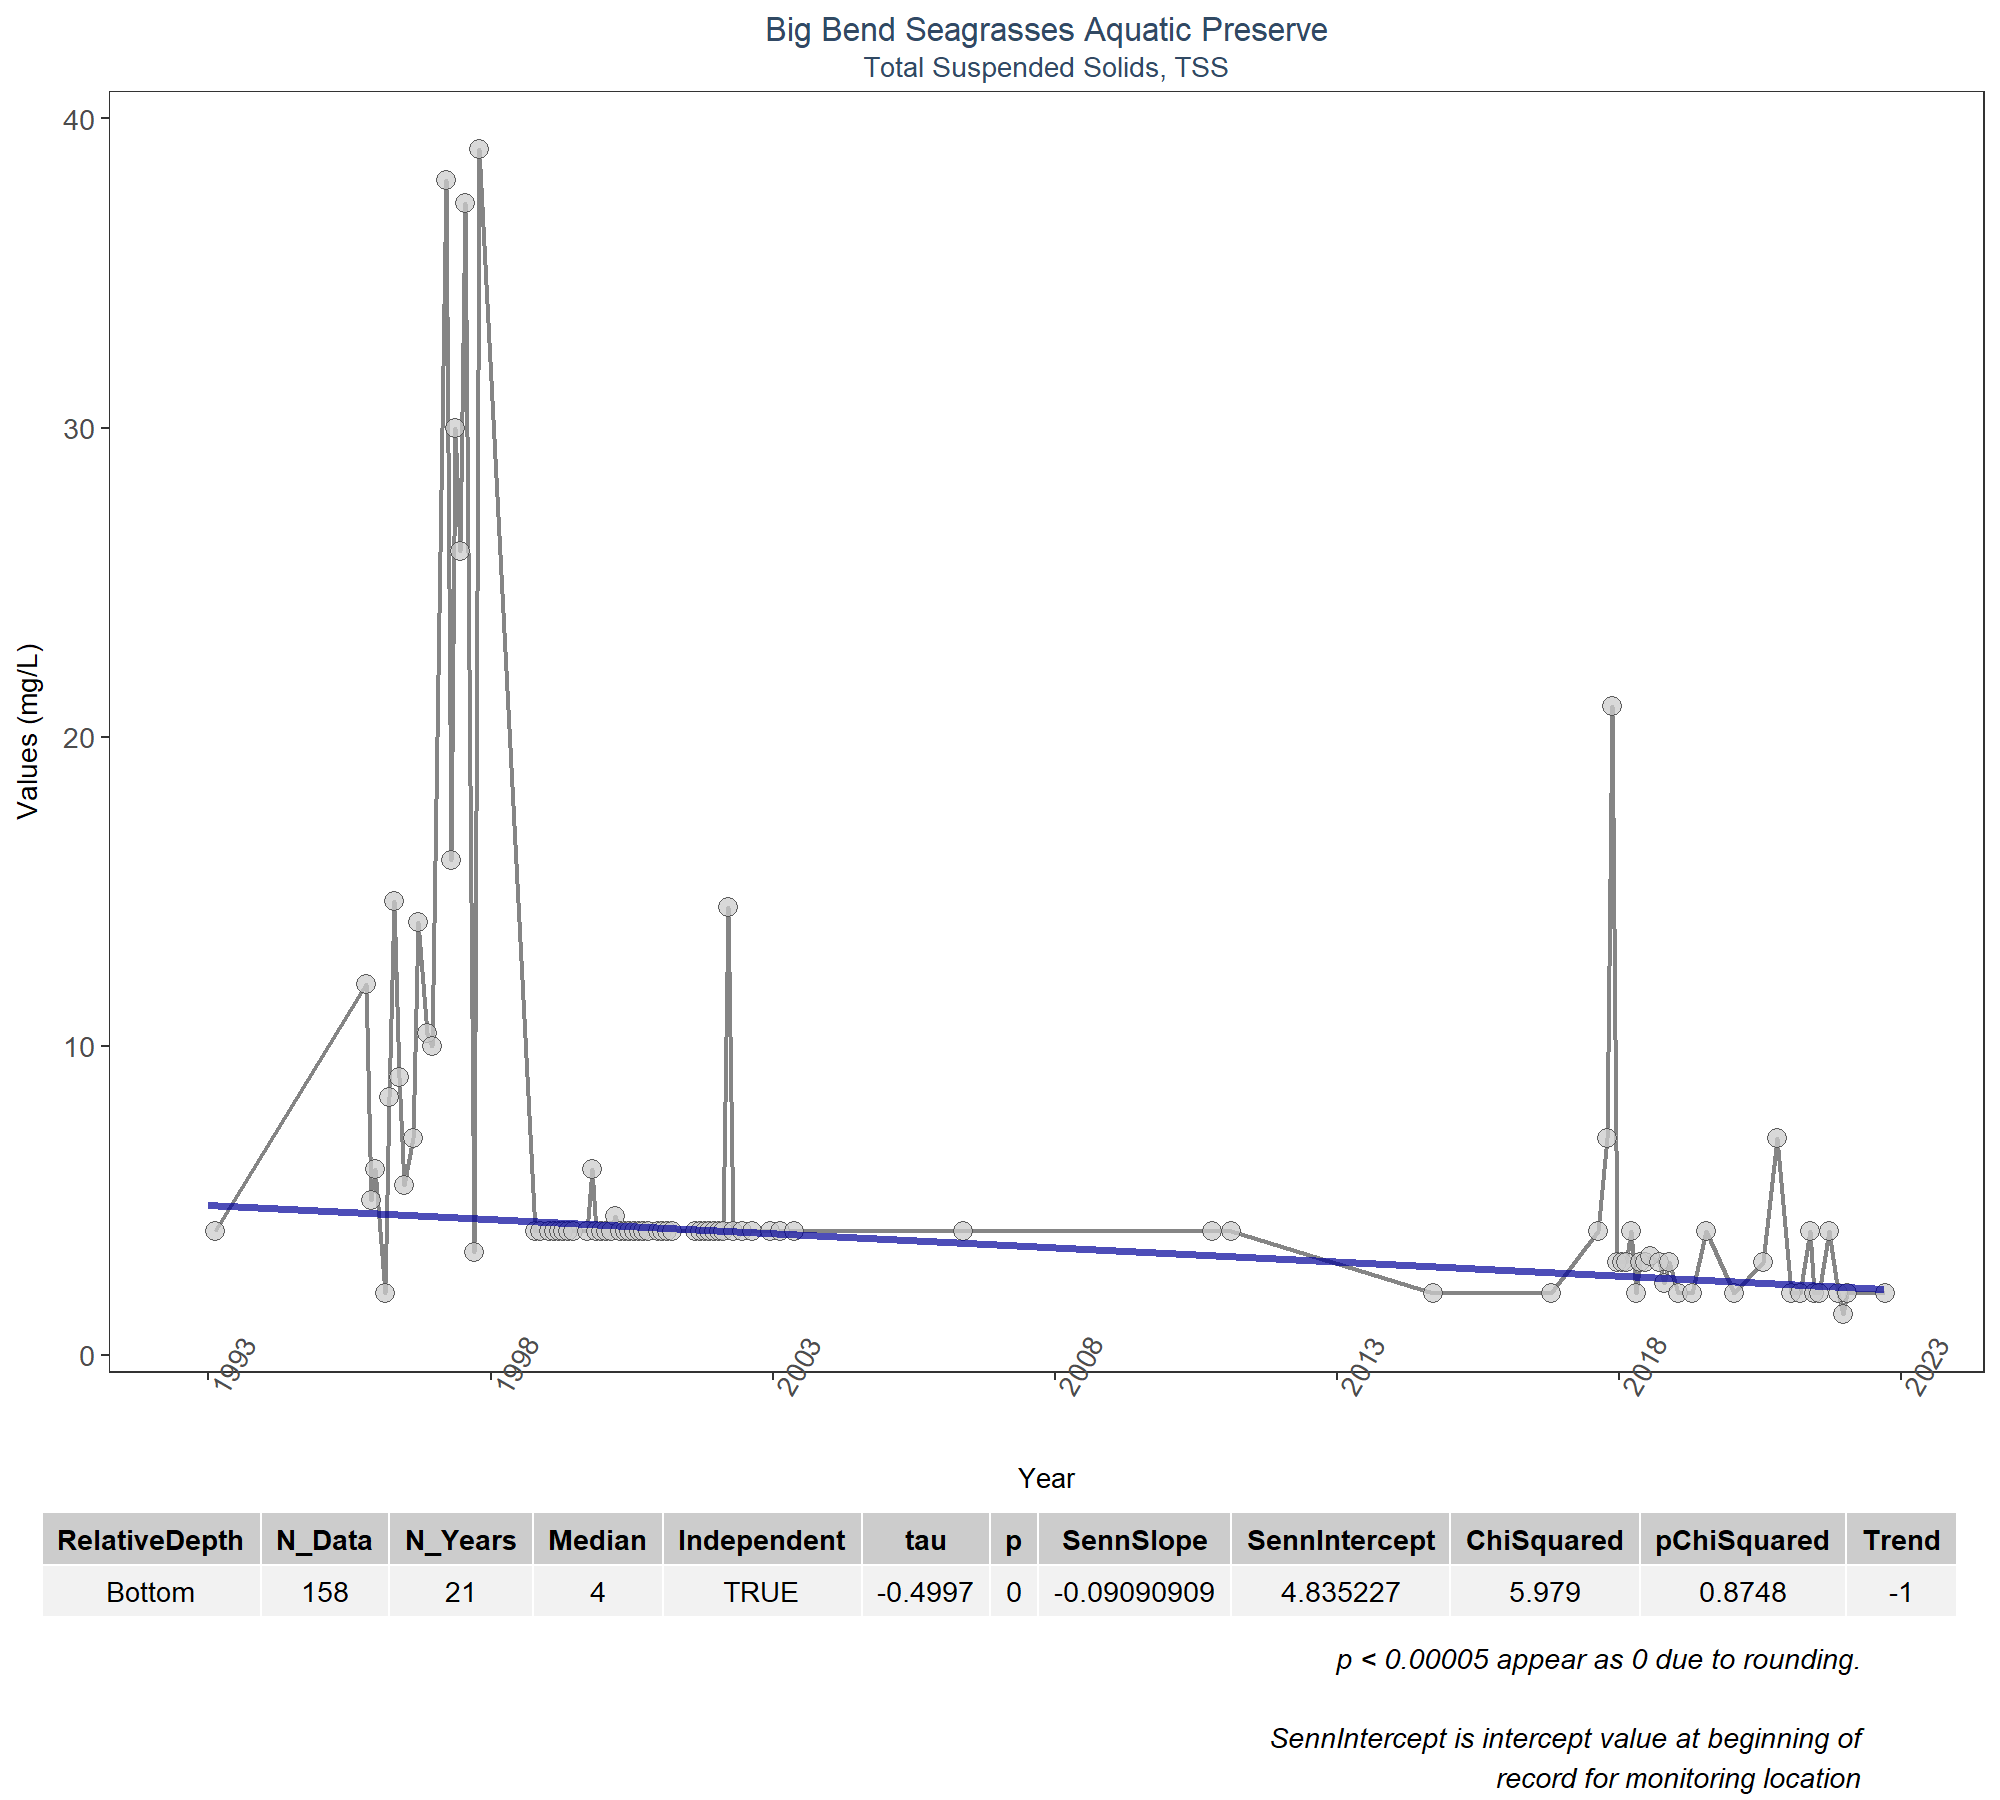 Big Bend Seagrasses Aquatic Preserve
Total Suspended Solids, TSS
40
30
20
10
0
Values (mg/L)
1993
1998
2003
2008
2013
2018
2023
Year
RelativeDepth N_Data N_Years Median Independent tau p SennSlope SennIntercept ChiSquared pChiSquared Trend
Bottom 158 21 4 TRUE -0.4997 0 -0.09090909 4.835227 5.979 0.8748 -1
p < 0.00005 appear as 0 due to rounding.
SennIntercept is intercept value at beginning of
record for monitoring location